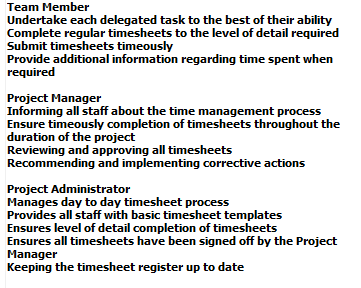 Team Member
Undertake each delegated task to the best of their ability
Complete regular timesheets to the level of detail required
Submit timesheets timeously
Provide additional information regarding time spent when
required
Project Manager
Informing all staff about the time management process
Ensure timeously completion of timesheets throughout the
duration of the project
Reviewing and approving all timesheets
Recommending and implementing corrective actions
Project Administrator
Manages day to day timesheet process
Provides all staff with basic timesheet templates
Ensures level of detail completion of timesheets
Ensures all timesheets have been signed off by the Project
Manager
Keeping the timesheet register up to date